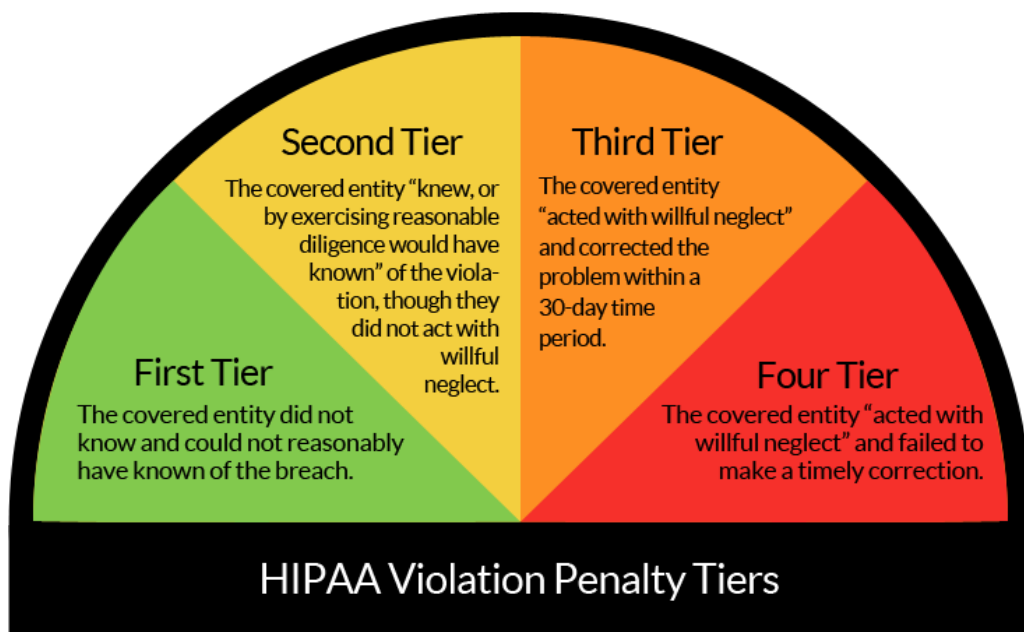 Second Tier
The covered entity “knew, or
by exercising reasonable
diligence would have
known” of the viola-
tion, though they
did not act with
willful
neglect.
Third Tier
The covered entity
“acted with willful neglect”
and corrected the
problem within a
30-day time
period.
First Tier
The covered entity did not
know and could not reasonably
have known of the breach.
Four Tier
The covered entity “acted with
willful neglect” and failed to
make a timely correction.
HIPAA Violation Penalty Tiers